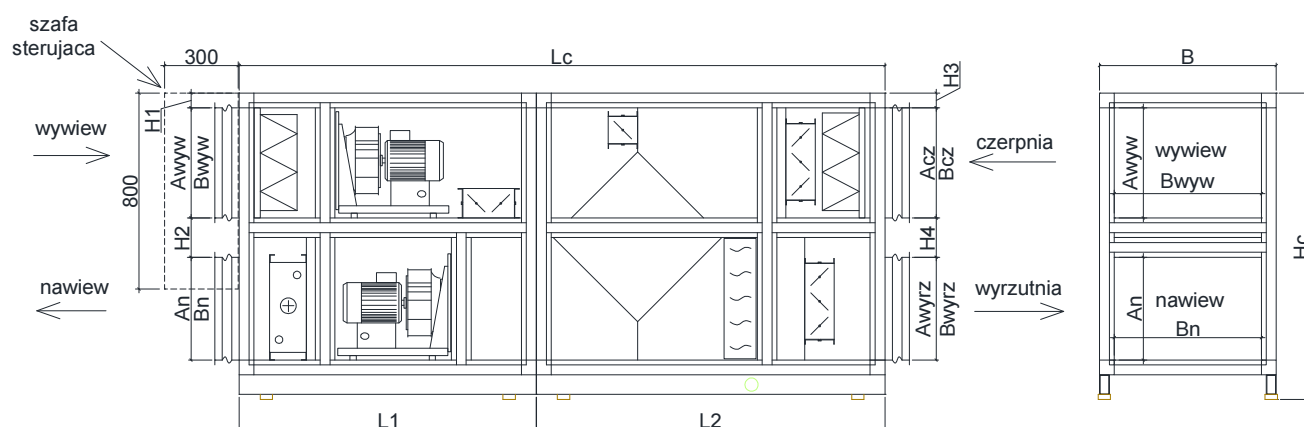 szafa
sterujaca
300
Lc
H3
B
H1
wywiew
Awyw
Bwyw
Acz
Bcz
czerpnia
Awyw
wywiew
Bwyw
800
H2
H4
Hc
nawiew
An
Bn
Awyrz
Bwyrz
wyrzutnia
An
nawiew
Bn
L1
L2